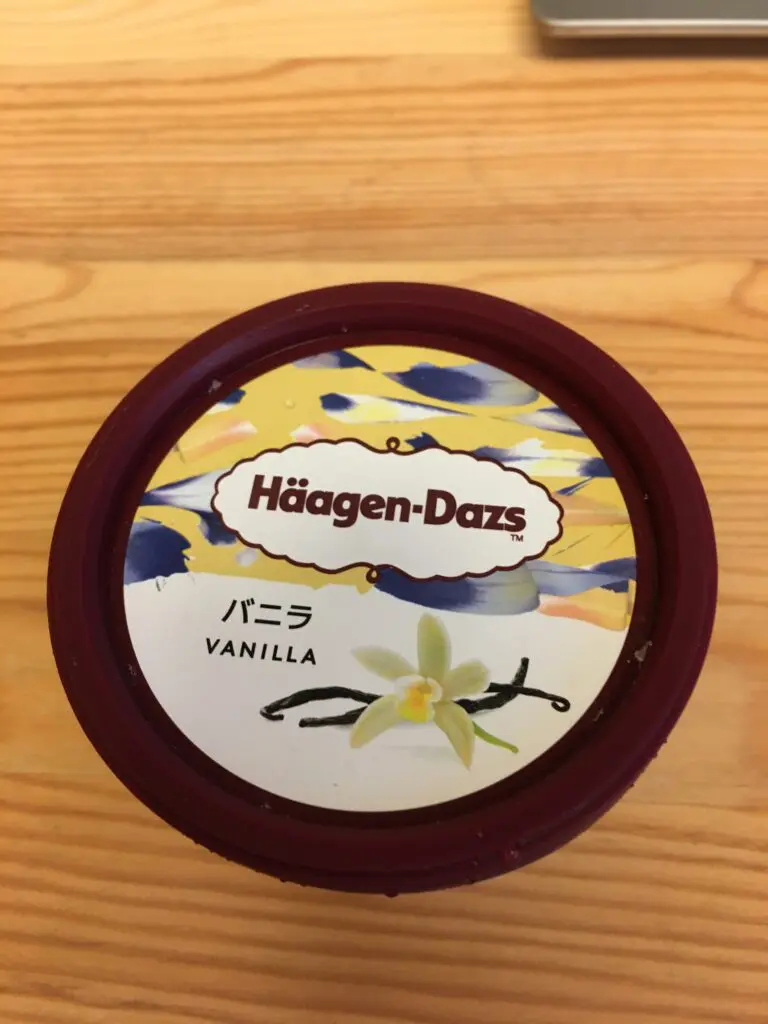 Häagen-Dazs
TM
バニラ
VANILLA